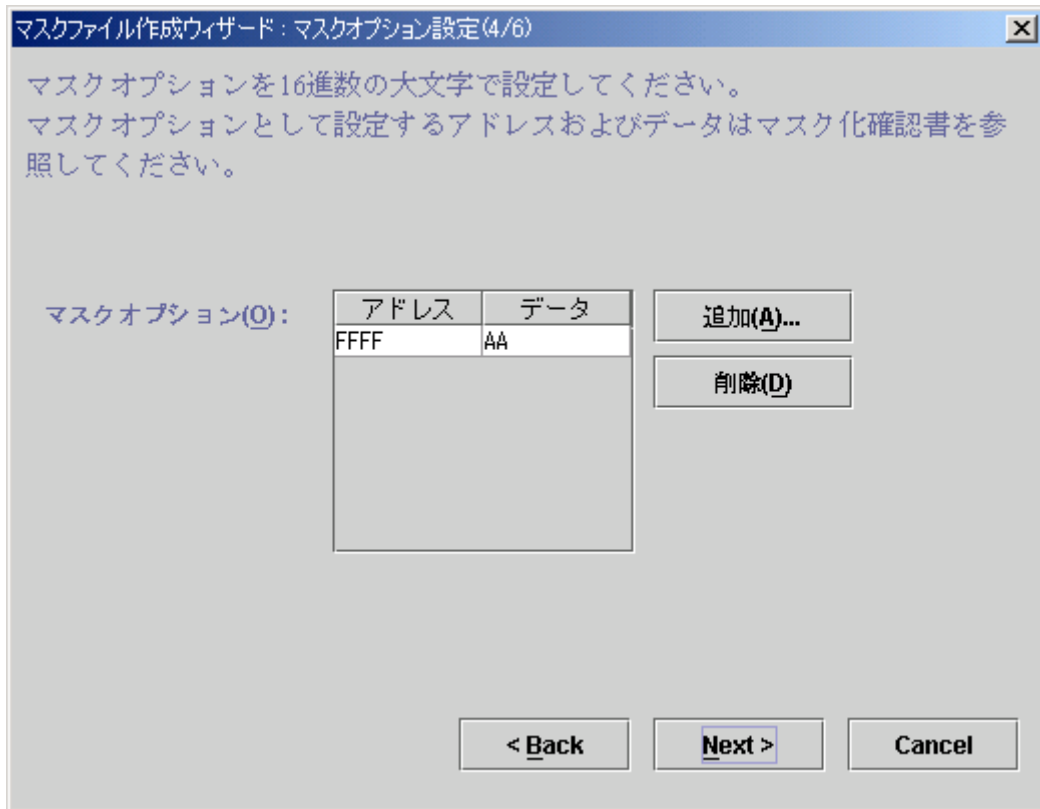 マスクファイル作成ウィザード：マスクオプション設定(4/6)
マスクオプションを16進数の大文字で設定してください。
マスクオプションとして設定するアドレスおよびデータはマスク化確認書を参
照してください。
マスクオプション(O)：
アドレス データ
FFFF AA
追加(A)...
削除(D)
< Back Next > Cancel